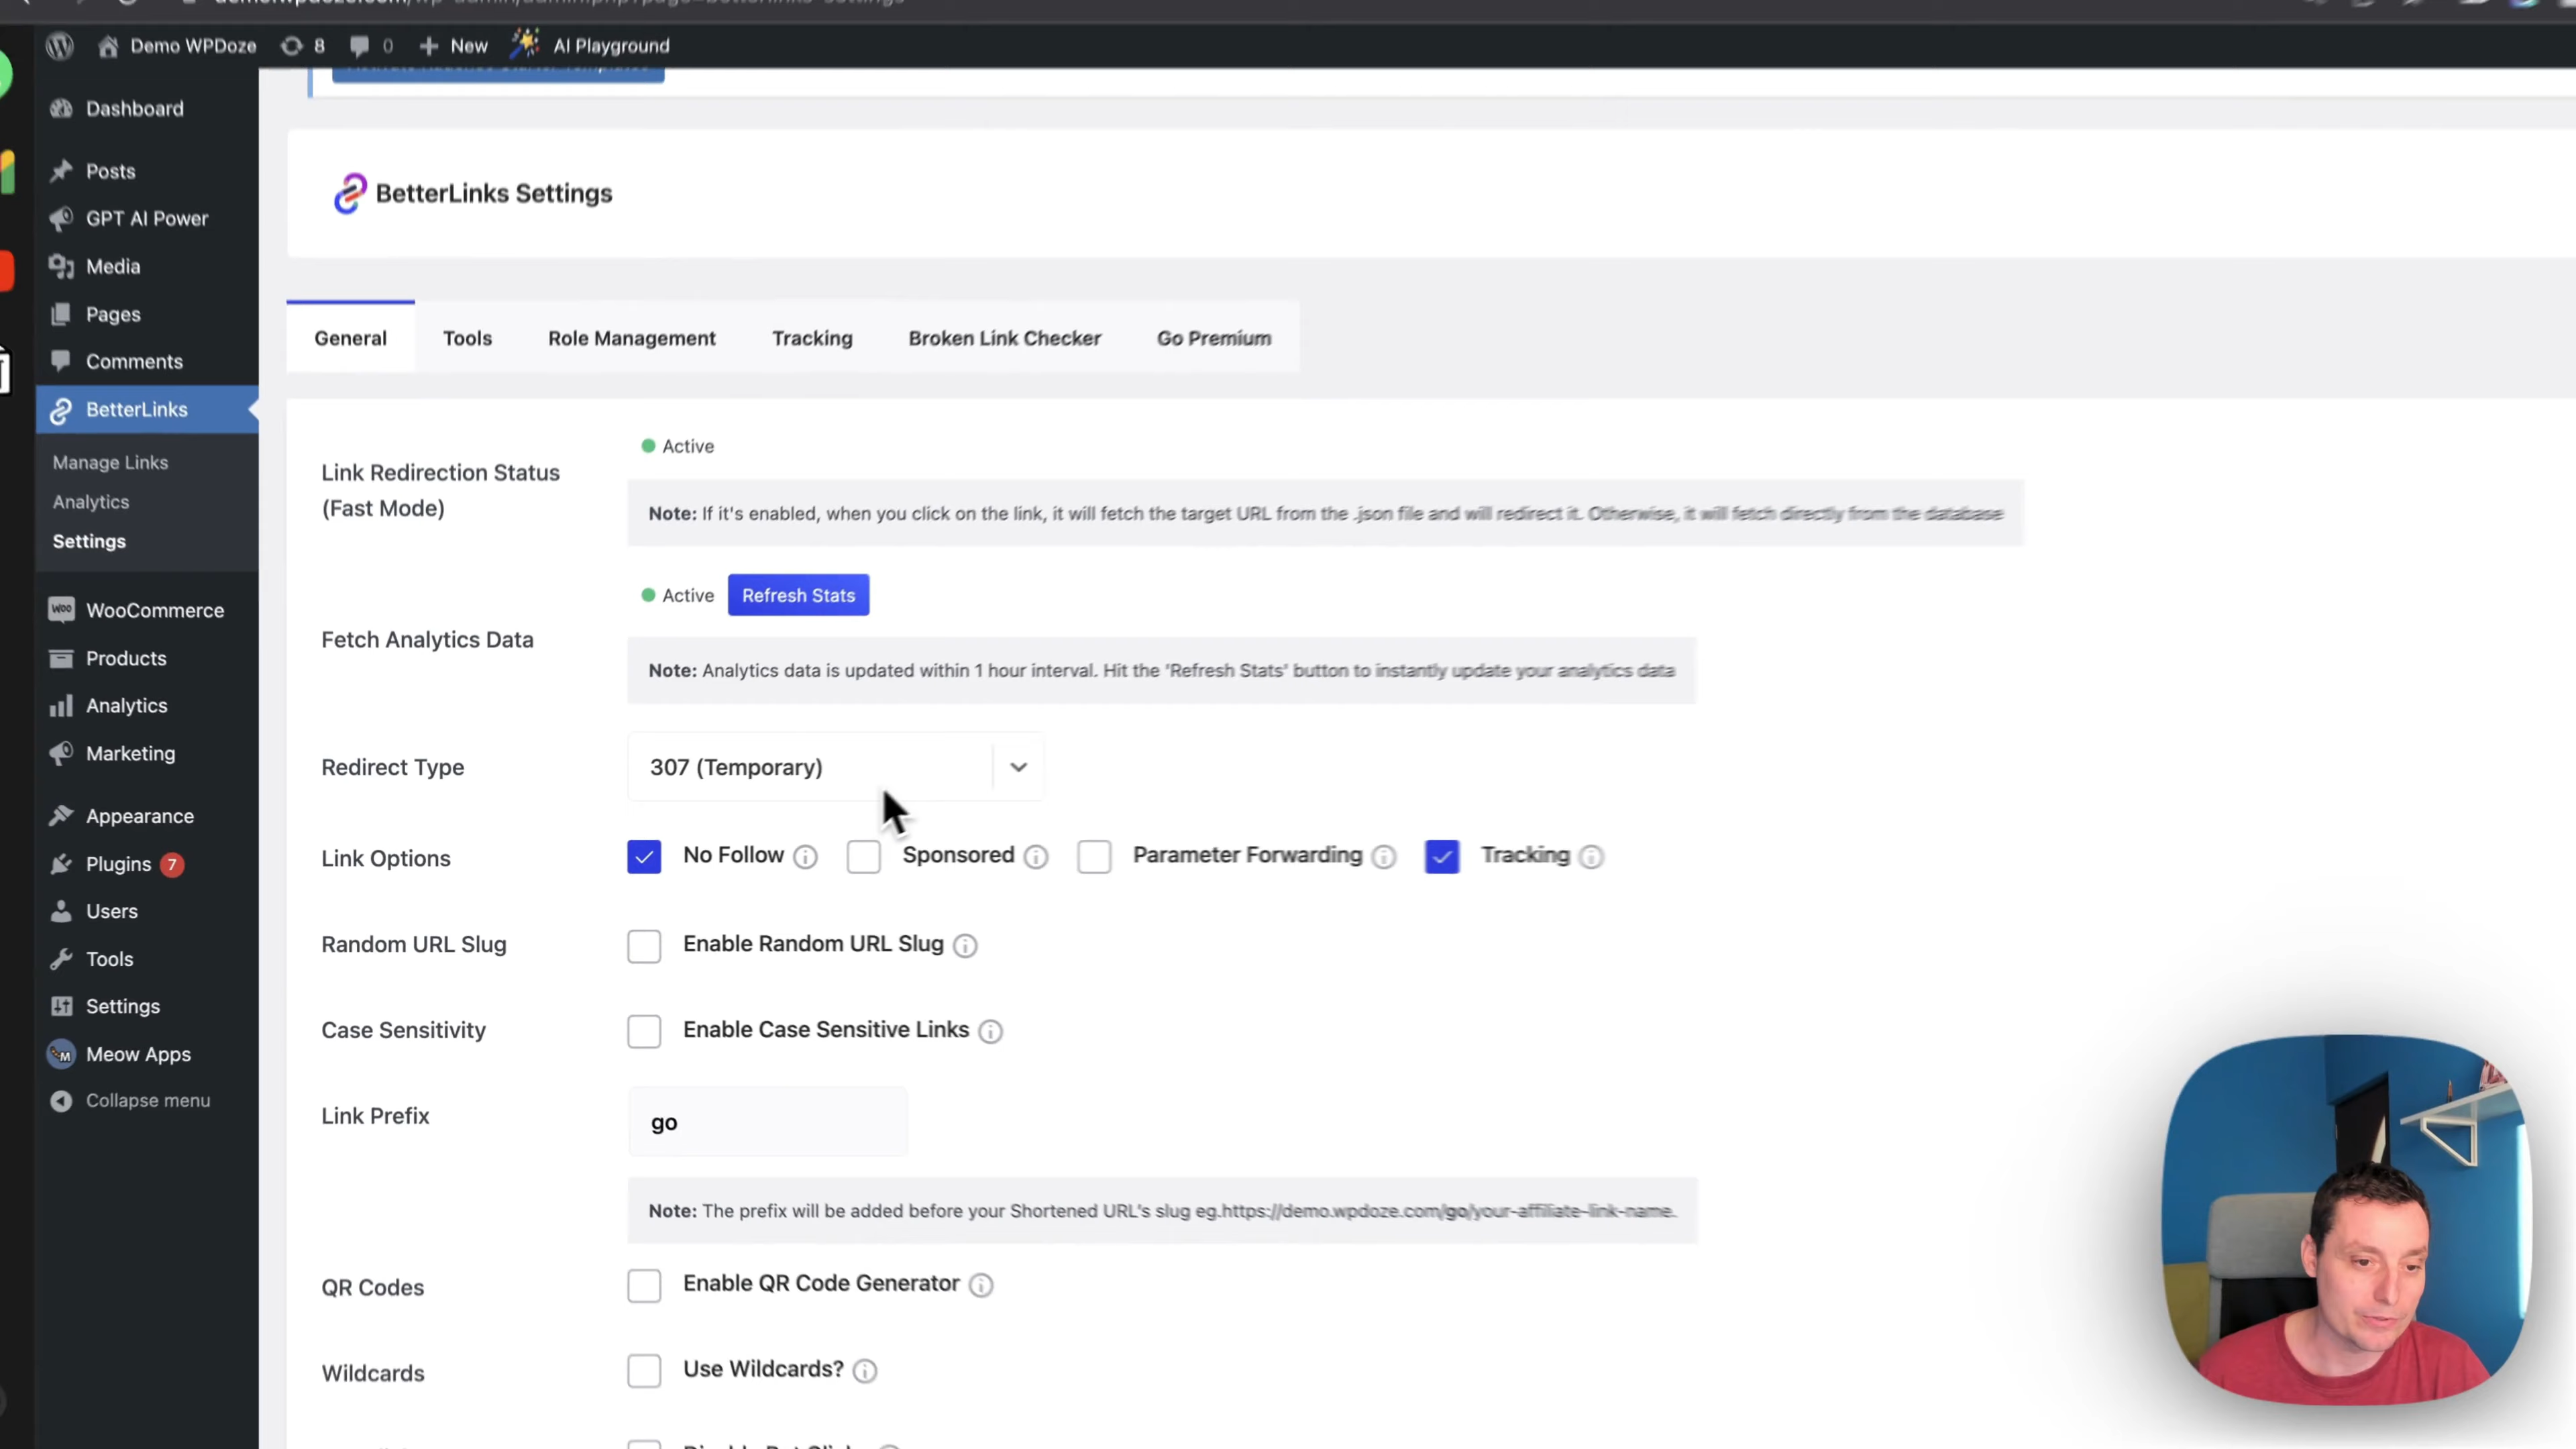 Demo WPDoze 8 0 New AI Playground
Dashboard
Posts
GPT AI Power
Media
Pages
Comments
BetterLinks
Manage Links
Analytics
Settings
WooCommerce
Products
Analytics
Marketing
Appearance
Plugins 7
Users
Tools
Settings
Meow Apps
Collapse menu
BetterLinks Settings
General Tools Role Management Tracking Broken Link Checker Go Premium
Link Redirection Status
(Fast Mode)
Active
Note: If it's enabled, when you click on the link, it will fetch the target URL from the .json file and will redirect it. Otherwise, it will fetch directly from the database
Fetch Analytics Data
Active Refresh Stats
Note: Analytics data is updated within 1 hour interval. Hit the 'Refresh Stats' button to instantly update your analytics data
Redirect Type 307 (Temporary)
Link Options No Follow Sponsored Parameter Forwarding Tracking
Random URL Slug Enable Random URL Slug
Case Sensitivity Enable Case Sensitive Links
Link Prefix go
Note: The prefix will be added before your Shortened URL's slug eg.https://demo.wpdoze.com/go/your-affiliate-link-name.
QR Codes Enable QR Code Generator
Wildcards Use Wildcards?